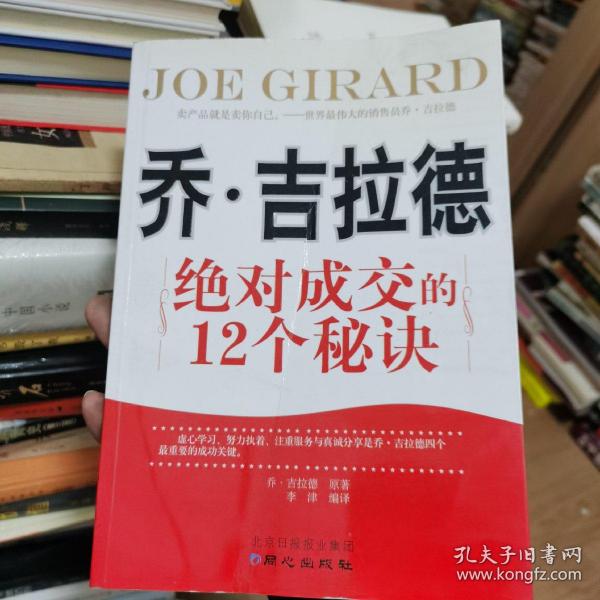 JOE GIRARD
卖产品就是卖你自己。——世界最伟大的销售员乔·吉拉德
乔·吉拉德
绝对成交的
12个秘诀
虚心学习、努力执着、注重服务与真诚分享是乔·吉拉德四个
最重要的成功关键。
乔·吉拉德 原著
李津 编译
北京日报报业集团
同心出版社
中国小说
孔夫子旧书网
www.kongfz.com